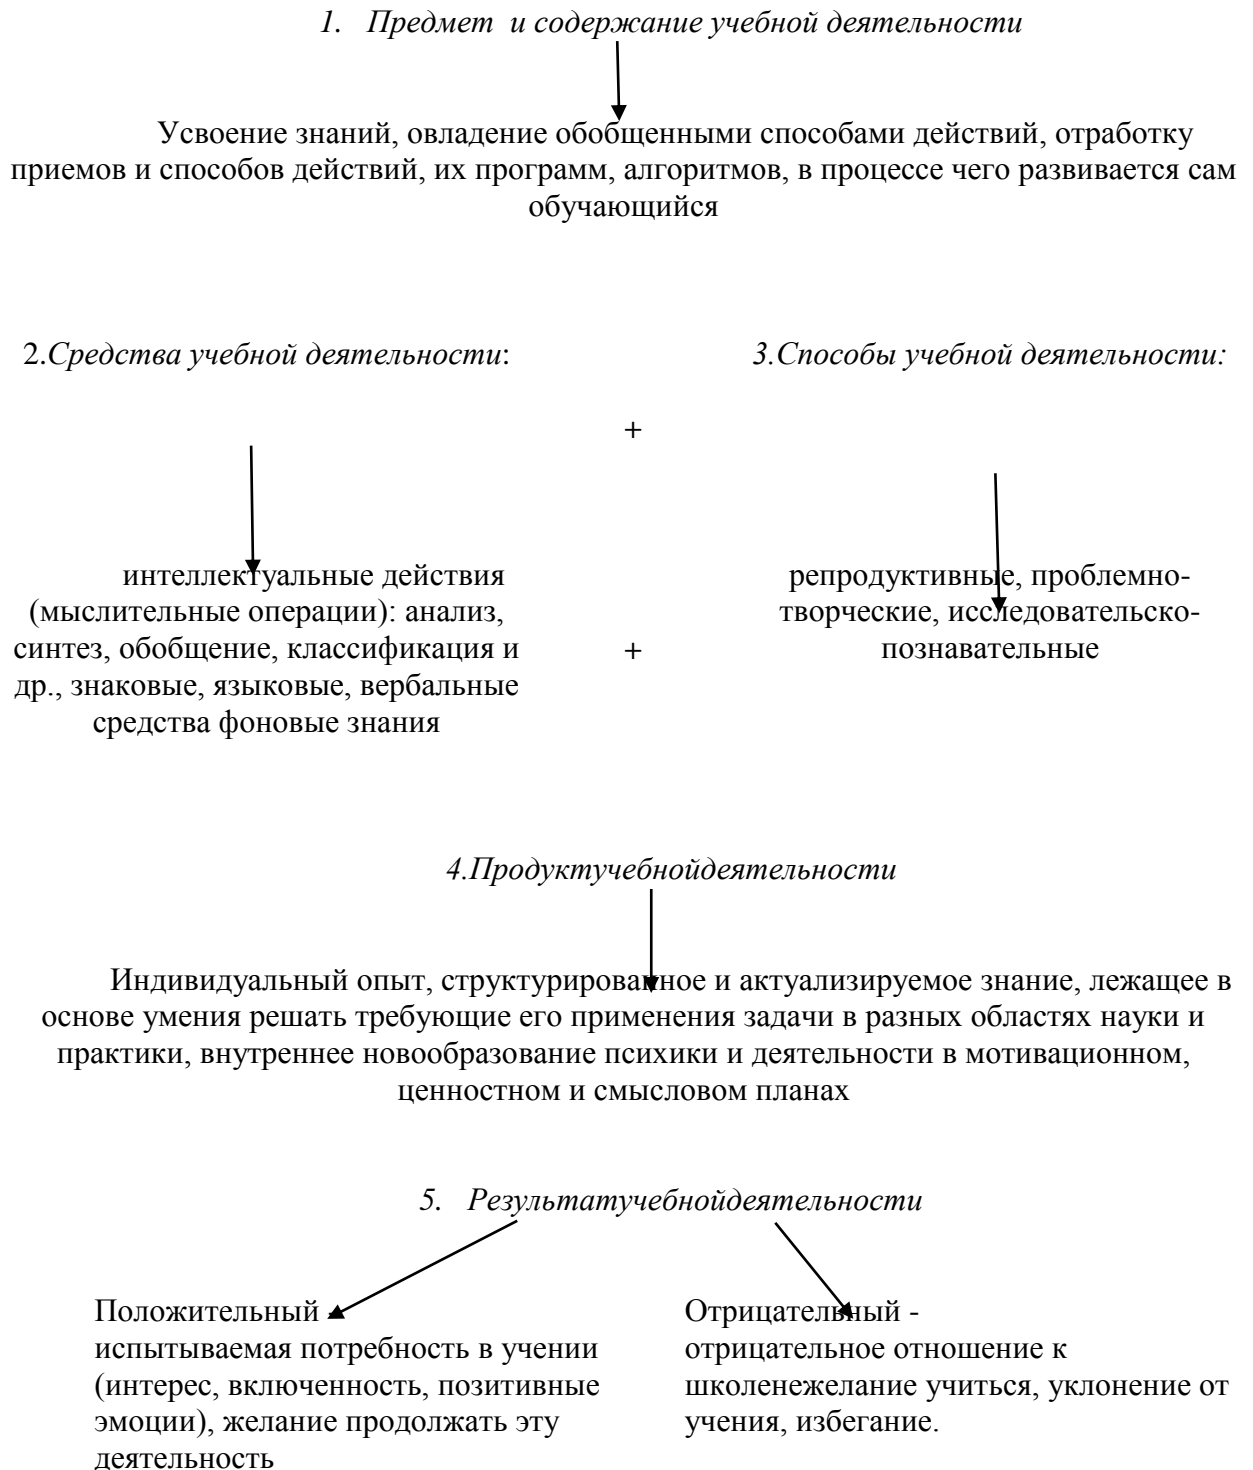 1. Предмет и содержание учебной деятельности
Усвоение знаний, овладение обобщенными способами действий, отработку
приемов и способов действий, их программ, алгоритмов, в процессе чего развивается сам
обучающийся
2.Средства учебной деятельности:
3.Способы учебной деятельности:
+
интеллектуальные действия
(мыслительные операции): анализ,
синтез, обобщение, классификация и
др., знаковые, языковые, вербальные
средства фоновые знания
+
репродуктивные, проблемно-
творческие, исследовательско-
познавательные
4.Продуктучебнойдеятельности
Индивидуальный опыт, структурированное и актуализируемое знание, лежащее в
основе умения решать требующие его применения задачи в разных областях науки и
практики, внутреннее новообразование психики и деятельности в мотивационном,
ценностном и смысловом планах
5. Результатучебнойдеятельности
Положительный -
испытываемая потребность в учении
(интерес, включенность, позитивные
эмоции), желание продолжать эту
деятельность
Отрицательный -
отрицательное отношение к
школенежелание учиться, уклонение от
учения, избегание.